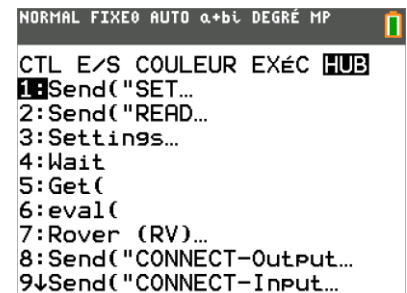 NORMAL FIXE0 AUTO a+bi DEGRÉ MP
CTL E/S COULEUR EXÉC HUB
1:Send("SET…
2:Send("READ…
3:Settings…
4:Wait
5:Get(
6:eval(
7:Rover (RV)…
8:Send("CONNECT-Output…
9↓Send("CONNECT-Input…